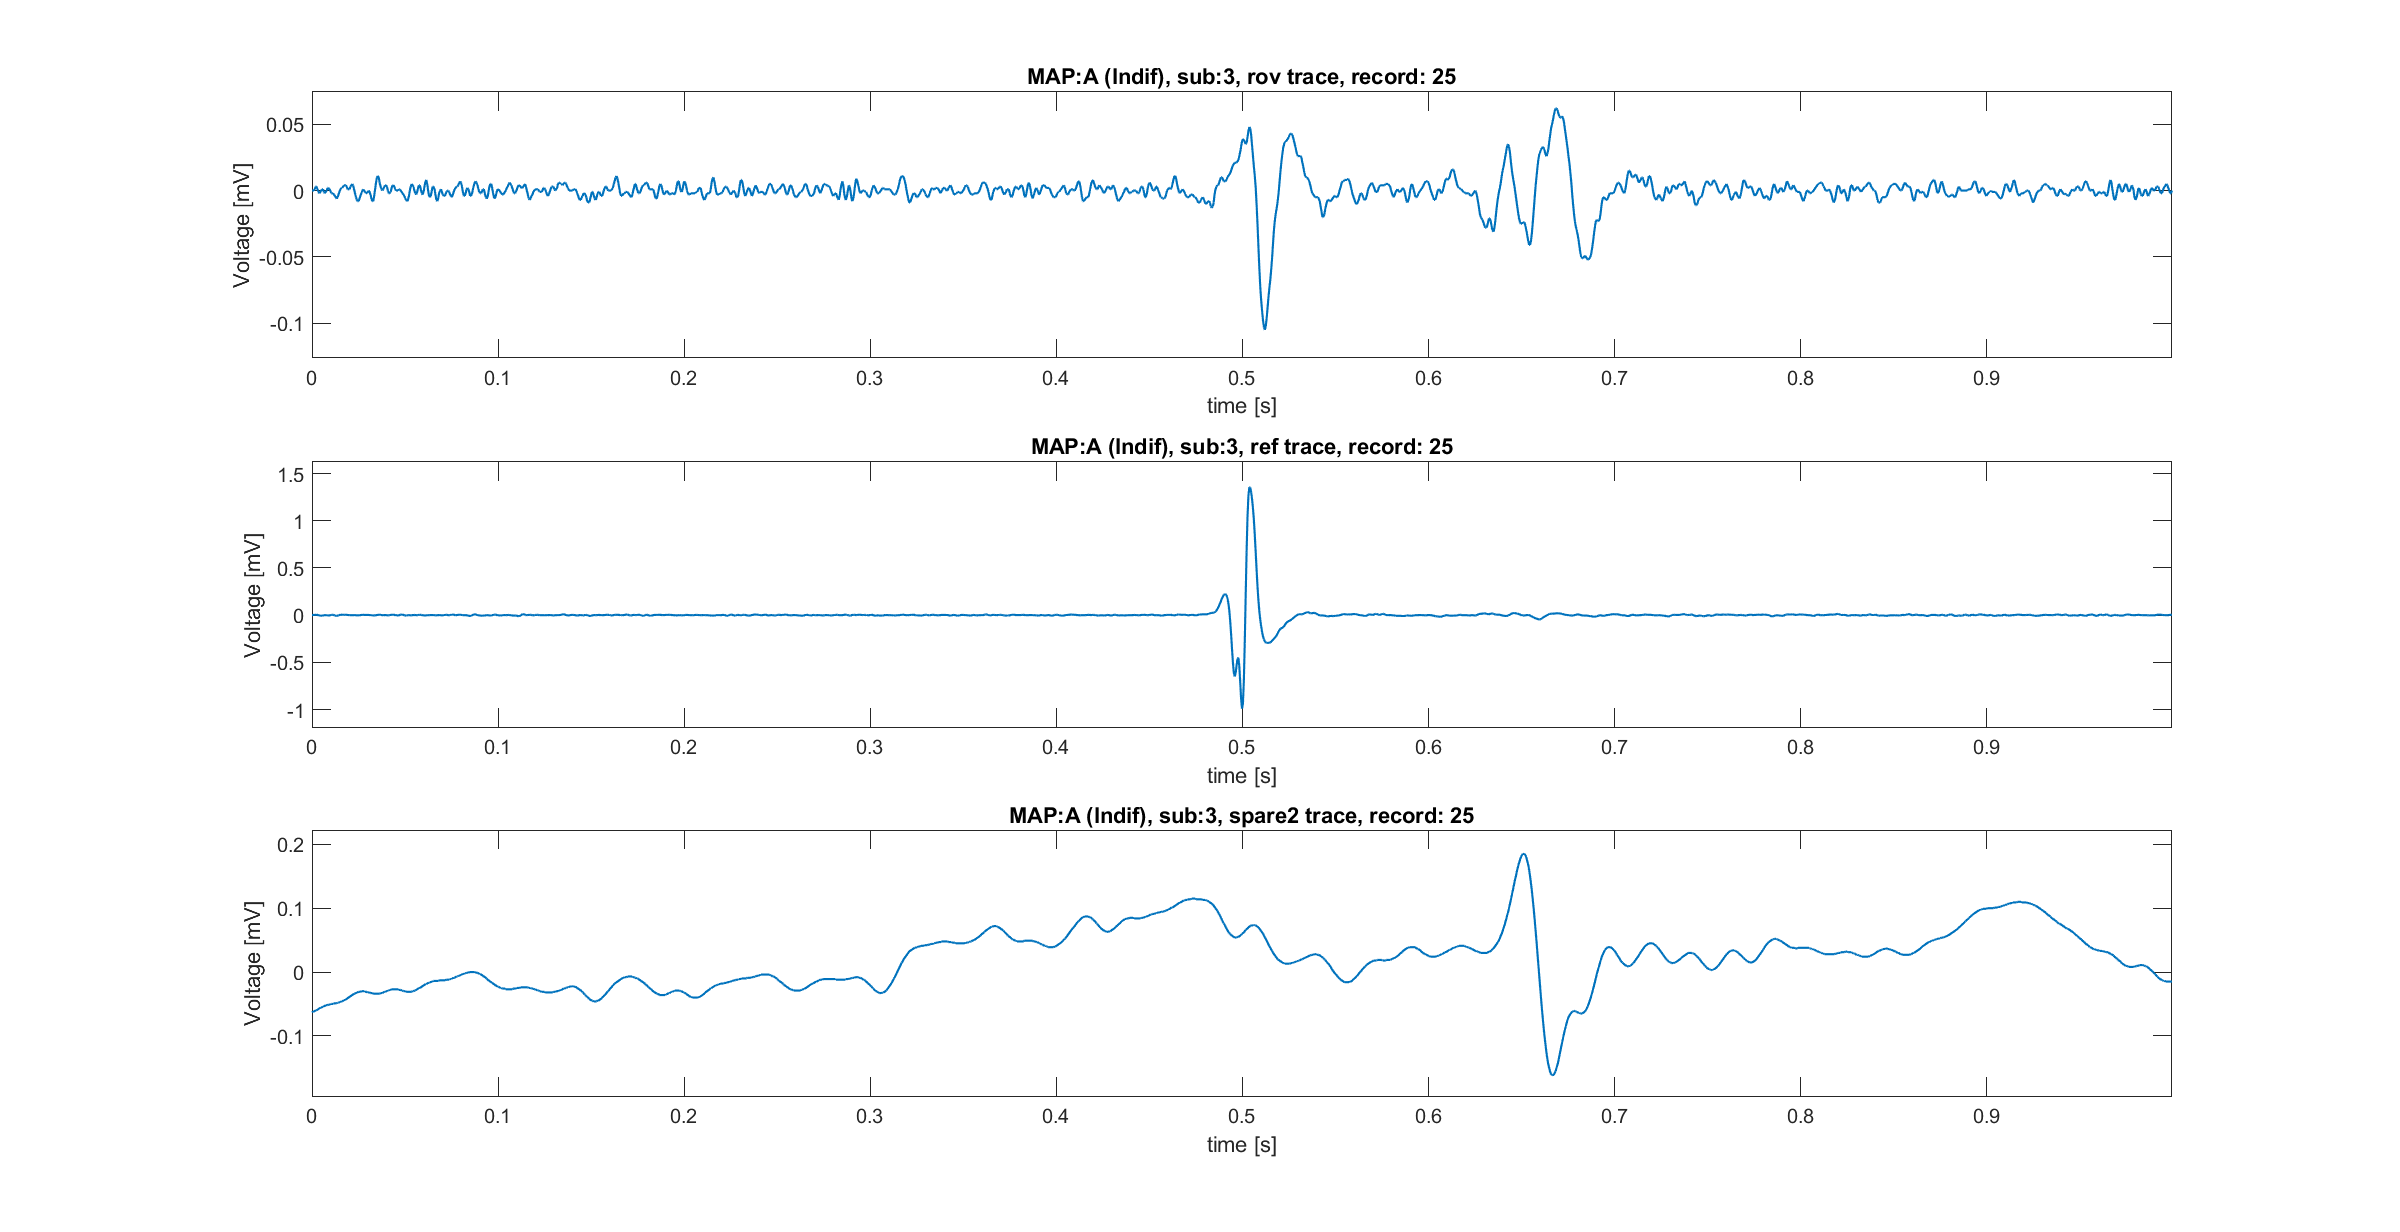 MAP:A (Indif), sub:3, rov trace, record: 25
Voltage [mV]
0.05
0
-0.05
-0.1
0 0.1 0.2 0.3 0.4 0.5 0.6 0.7 0.8 0.9
time [s]
MAP:A (Indif), sub:3, ref trace, record: 25
Voltage [mV]
1.5
1
0.5
0
-0.5
-1
0 0.1 0.2 0.3 0.4 0.5 0.6 0.7 0.8 0.9
time [s]
MAP:A (Indif), sub:3, spare2 trace, record: 25
Voltage [mV]
0.2
0.1
0
-0.1
0 0.1 0.2 0.3 0.4 0.5 0.6 0.7 0.8 0.9
time [s]